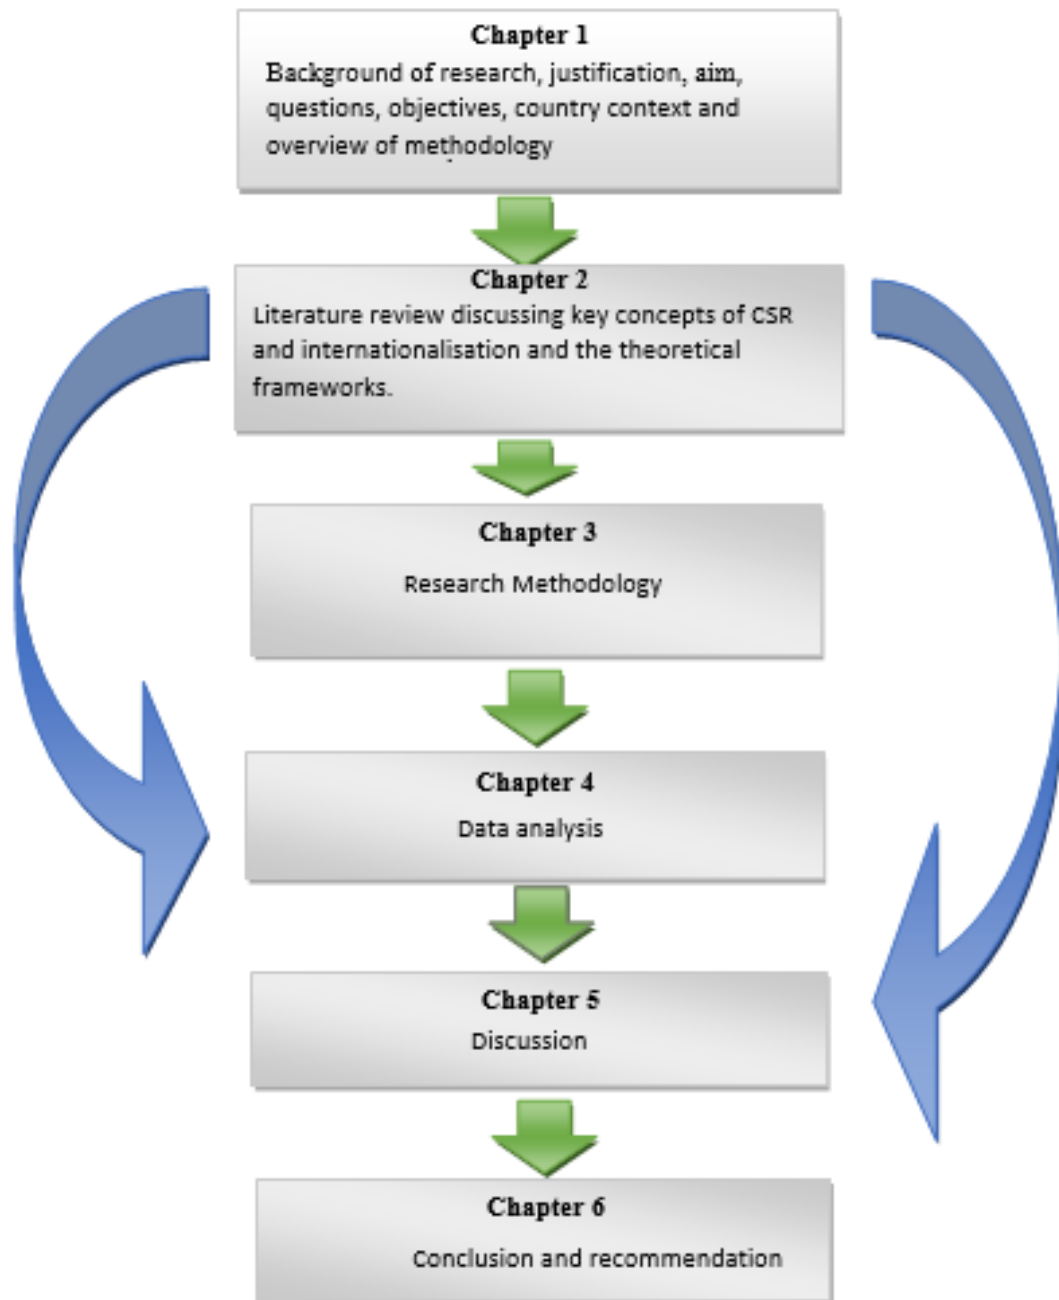 Chapter 1
Background of research, justification, aim,
questions, objectives, country context and
overview of methodology
Chapter 2
Literature review discussing key concepts of CSR
and internationalisation and the theoretical
frameworks.
Chapter 3
Research Methodology
Chapter 4
Data analysis
Chapter 5
Discussion
Chapter 6
Conclusion and recommendation